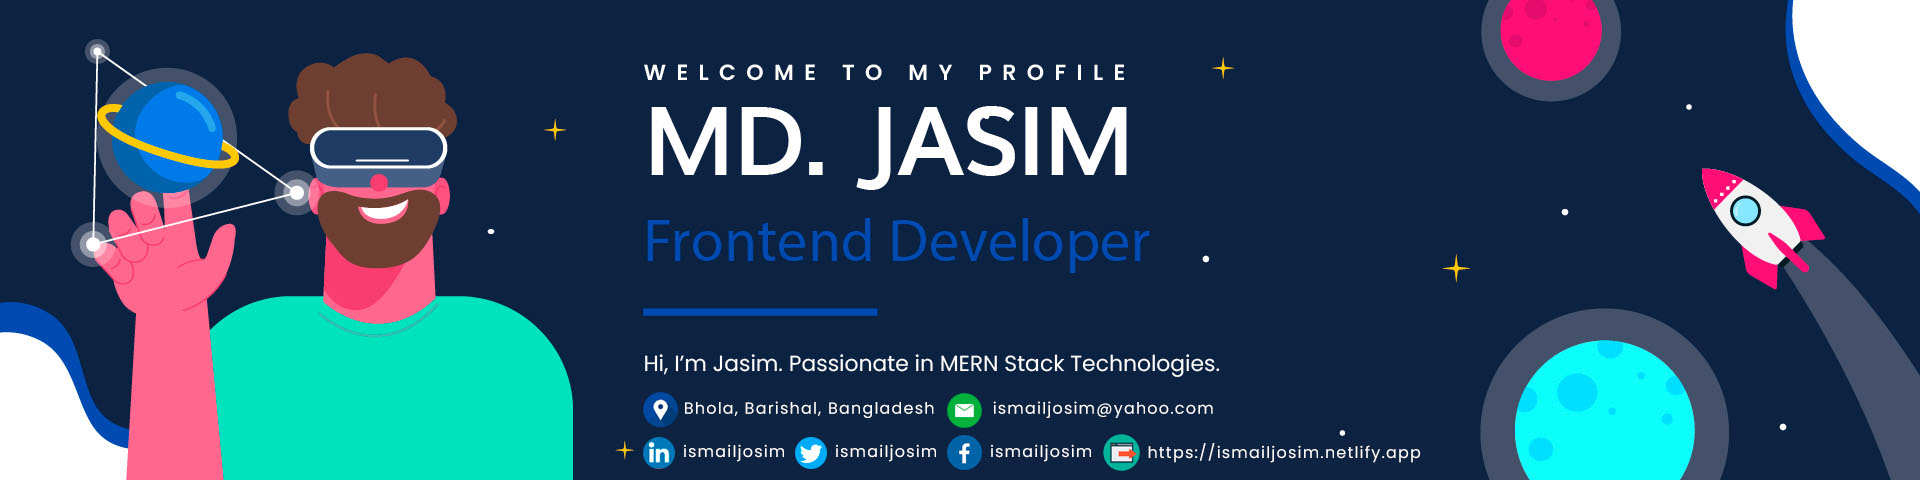 WELCOME TO MY PROFILE
MD. JASIM
Frontend Developer
Hi, I'm Jasim. Passionate in MERN Stack Technologies.
Bhola, Barishal, Bangladesh ismailjosim@yahoo.com
in ismailjosim ismailjosim f ismailjosim https://ismailjosim.netlify.app